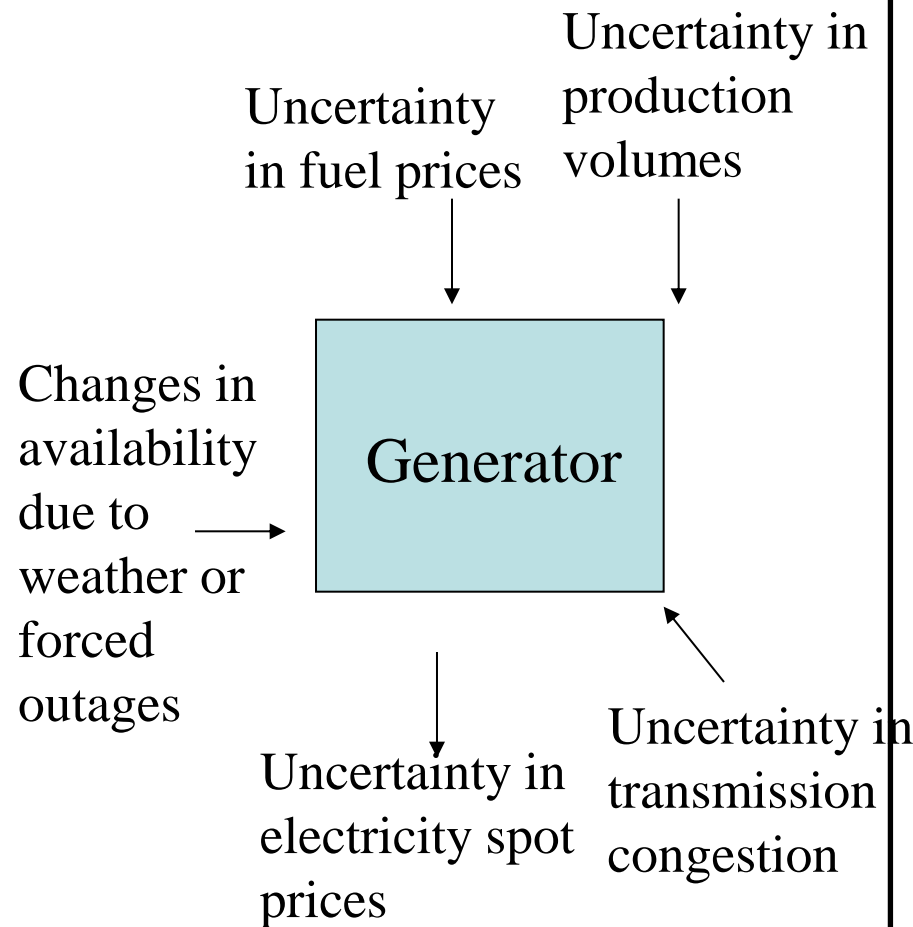 Uncertainty in
production
volumes
Uncertainty
in fuel prices
Changes in
availability
due to
weather or
forced
outages
Generator
Uncertainty in
electricity spot
prices
Uncertainty in
transmission
congestion